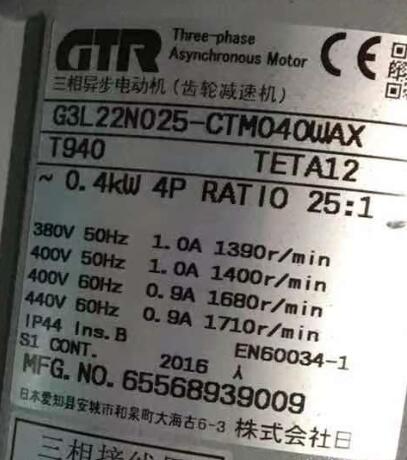 GTR Three-phase
Asynchronous Motor CE
三相异步电动机（齿轮减速机）
G3L22N025-CTM040WAX
T940 TETA12
~ 0.4kW 4P RATIO 25:1
380V 50Hz 1.0A 1390r/min
400V 50Hz 1.0A 1400r/min
400V 60Hz 0.9A 1680r/min
440V 60Hz 0.9A 1710r/min
IP44 Ins.B EN60034-1
S1 CONT. 2016 人
MFG.NO.65568939009
日本爱知县安城市和泉町大海古6-3 株式会社日
三相接线